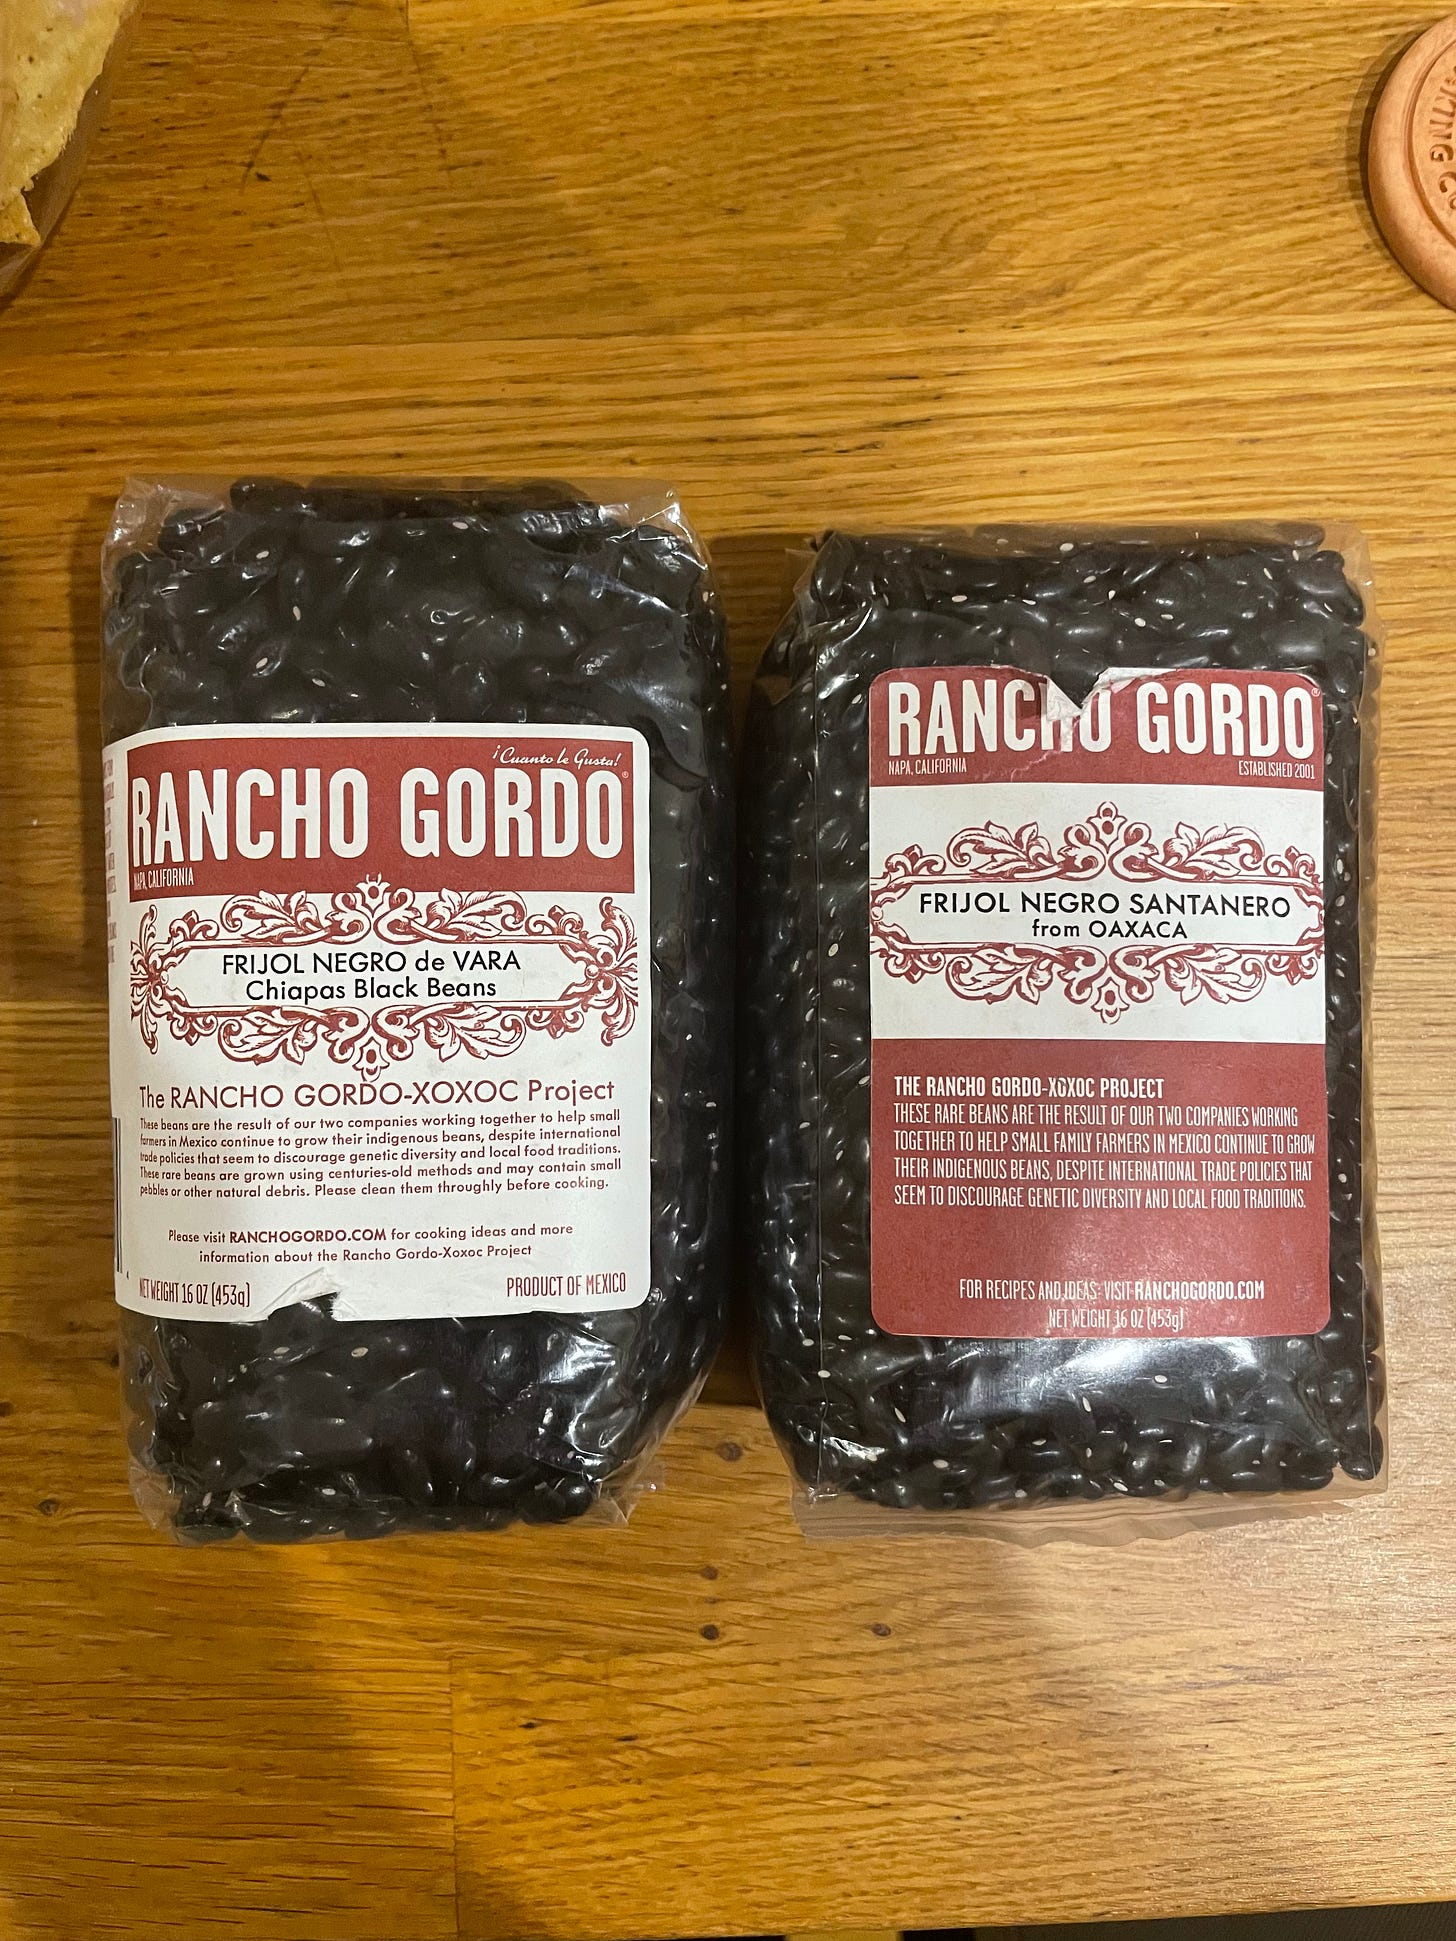 ¡Cuanto le Gusta!
RANCHO GORDO®
NAPA, CALIFORNIA
FRIJOL NEGRO de VARA
Chiapas Black Beans
The RANCHO GORDO-XOXOC Project
These beans are the result of our two companies working together to help small
farmers in Mexico continue to grow their indigenous beans, despite international
trade policies that seem to discourage genetic diversity and local food traditions.
These rare beans are grown using centuries-old methods and may contain small
pebbles or other natural debris. Please clean them throughly before cooking.
Please visit RANCHOGORDO.COM for cooking ideas and more
information about the Rancho Gordo-Xoxoc Project
NET WEIGHT 16 OZ (453g)
PRODUCT OF MEXICO
RANCHO GORDO®
NAPA, CALIFORNIA
ESTABLISHED 2001
FRIJOL NEGRO SANTANERO
from OAXACA
THE RANCHO GORDO-XOXOC PROJECT
THESE RARE BEANS ARE THE RESULT OF OUR TWO COMPANIES WORKING
TOGETHER TO HELP SMALL FAMILY FARMERS IN MEXICO CONTINUE TO GROW
THEIR INDIGENOUS BEANS, DESPITE INTERNATIONAL TRADE POLICIES THAT
SEEM TO DISCOURAGE GENETIC DIVERSITY AND LOCAL FOOD TRADITIONS.
FOR RECIPES AND IDEAS: VISIT RANCHOGORDO.COM
NET WEIGHT 16 OZ (453g)